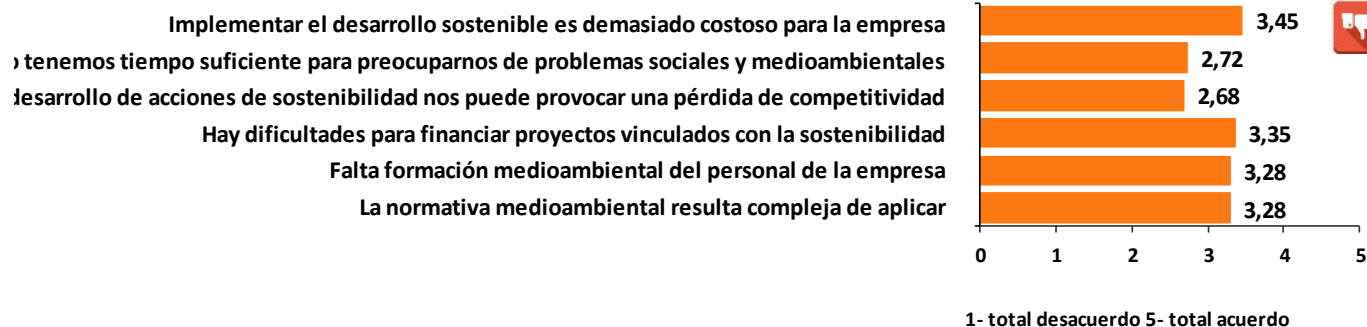 Implementar el desarrollo sostenible es demasiado costoso para la empresa 3,45
tenemos tiempo suficiente para preocuparnos de problemas sociales y medioambientales 2,72
desarrollo de acciones de sostenibilidad nos puede provocar una pérdida de competitividad 2,68
Hay dificultades para financiar proyectos vinculados con la sostenibilidad 3,35
Falta formación medioambiental del personal de la empresa 3,28
La normativa medioambiental resulta compleja de aplicar 3,28
0 1 2 3 4 5
1- total desacuerdo 5- total acuerdo